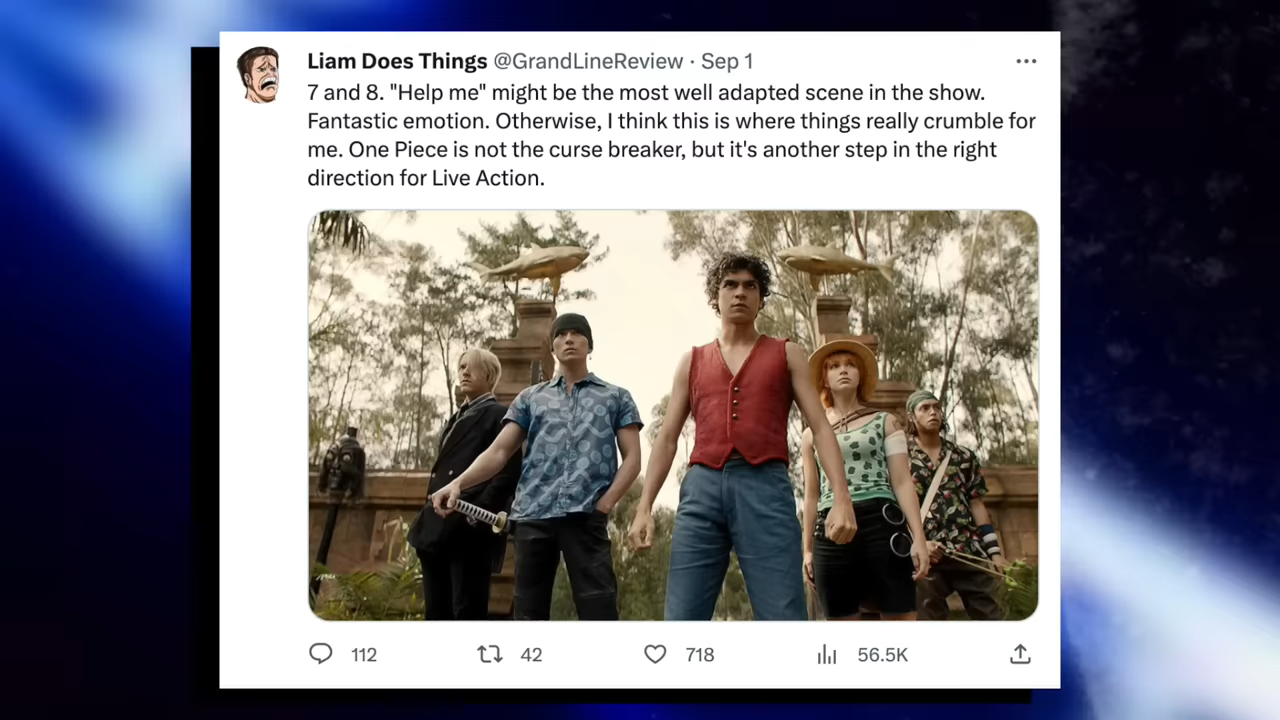 Liam Does Things @GrandLineReview · Sep 1
7 and 8. "Help me" might be the most well adapted scene in the show.
Fantastic emotion. Otherwise, I think this is where things really crumble for
me. One Piece is not the curse breaker, but it's another step in the right
direction for Live Action.
112 42 718 56.5K